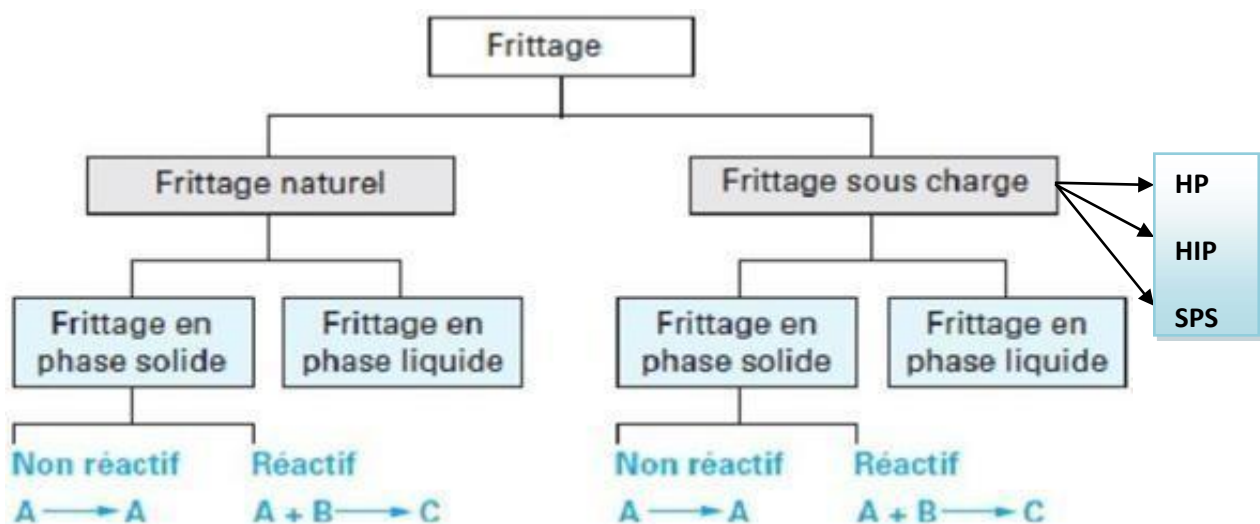 Frittage
Frittage naturel
Frittage sous charge
HP
HIP
SPS
Frittage en
phase solide
Frittage en
phase liquide
Frittage en
phase solide
Frittage en
phase liquide
Non réactif
Réactif
Non réactif
Réactif
A → A
A + B → C
A → A
A + B → C